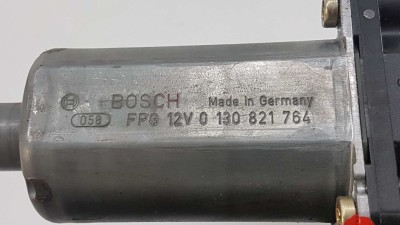 BOSCH Made in Germany
058 FPG 12V 0 130 821 764